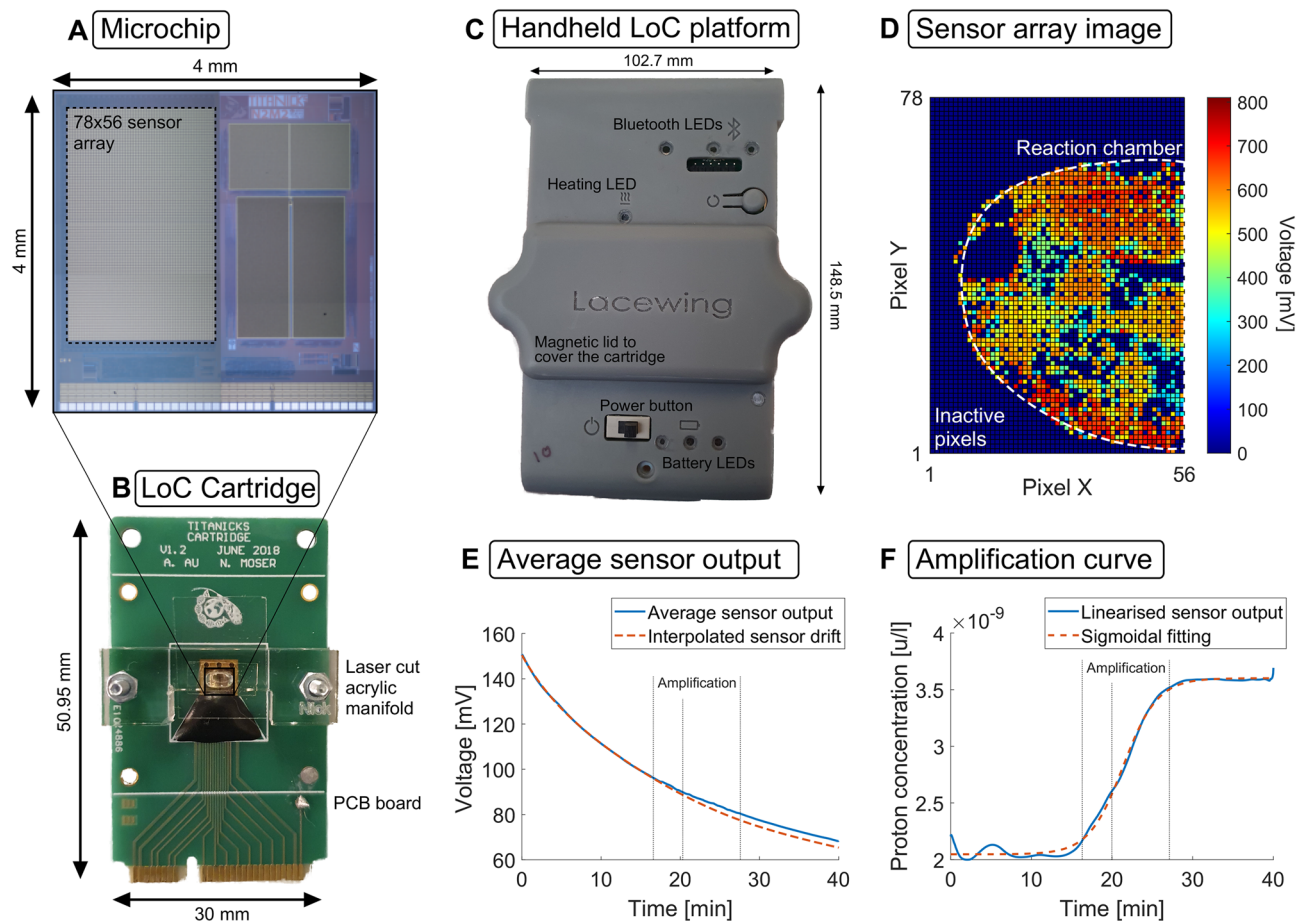 A Microchip
4 mm
4 mm
78x56 sensor
array
TITANICK
N2M2
B LoC Cartridge
TITANICKS
CARTRIDGE
V1.2 JUNE 2018
A. AU N. MOSER
50.95 mm
30 mm
E1024886
Nick
Laser cut
acrylic
manifold
PCB board
C Handheld LoC platform
102.7 mm
148.5 mm
Bluetooth LEDs
Heating LED
Lacewing
Magnetic lid to
cover the cartridge
Power button
Battery LEDs
10
D Sensor array image
78
Pixel Y
1
1
56
Pixel X
Reaction chamber
Inactive
pixels
800
700
600
500
400
300
200
100
0
Voltage [mV]
E Average sensor output
Average sensor output
Interpolated sensor drift
Amplification
160
140
120
100
80
60
Voltage [mV]
0 10 20 30 40
Time [min]
F Amplification curve
Linearised sensor output
Sigmoidal fitting
×10⁻⁹
Amplification
4
3.5
3
2.5
2
Proton concentration [u/l]
0 10 20 30 40
Time [min]